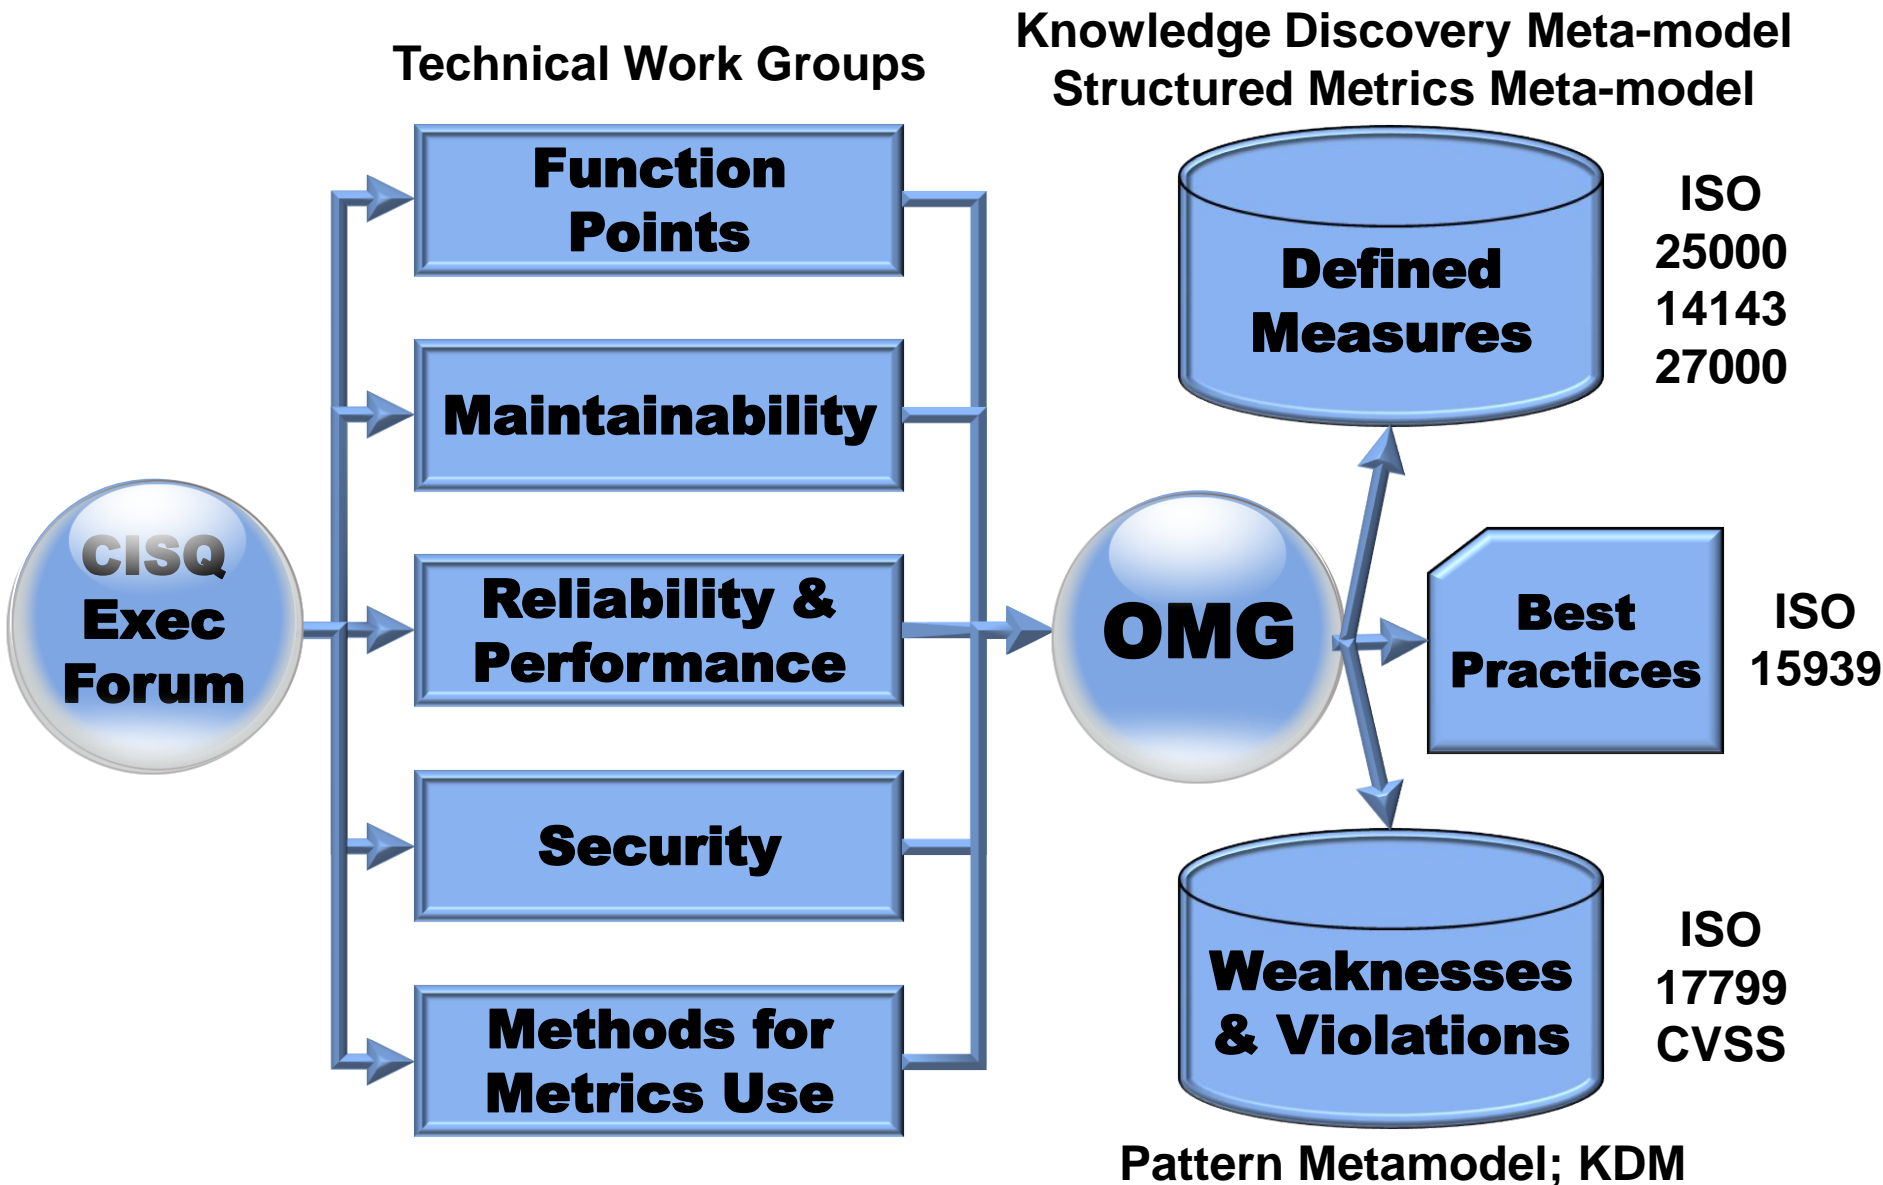 Technical Work Groups
Knowledge Discovery Meta-model
Structured Metrics Meta-model
Function
Points
Maintainability
Reliability &
Performance
Security
Methods for
Metrics Use
CISQ
Exec
Forum
OMG
Defined
Measures
ISO
25000
14143
27000
Best
Practices
ISO
15939
Weaknesses
& Violations
ISO
17799
CVSS
Pattern Metamodel; KDM